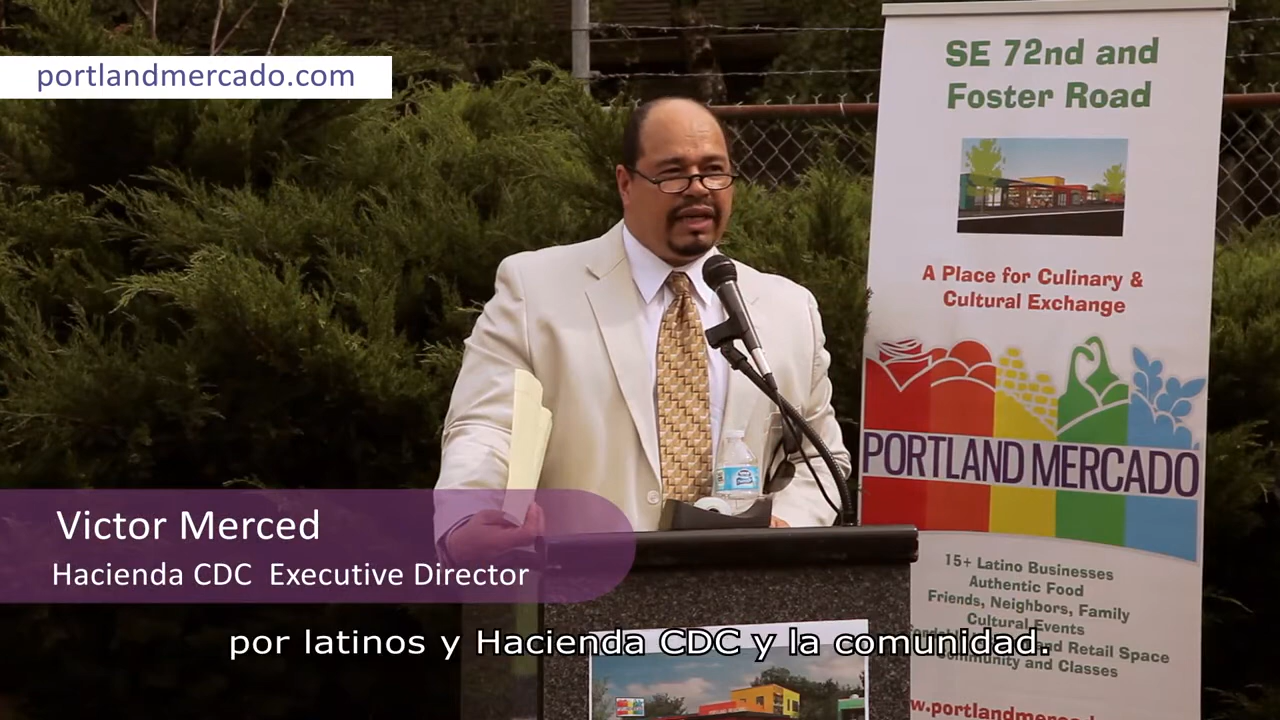 portlandmercado.com
SE 72nd and
Foster Road
A Place for Culinary &
Cultural Exchange
PORTLAND MERCADO
15+ Latino Businesses
Authentic Food
Friends, Neighbors, Family
Cultural Events
and Retail Space
Community and Classes
Victor Merced
Hacienda CDC Executive Director
por latinos y Hacienda CDC y la comunidad.